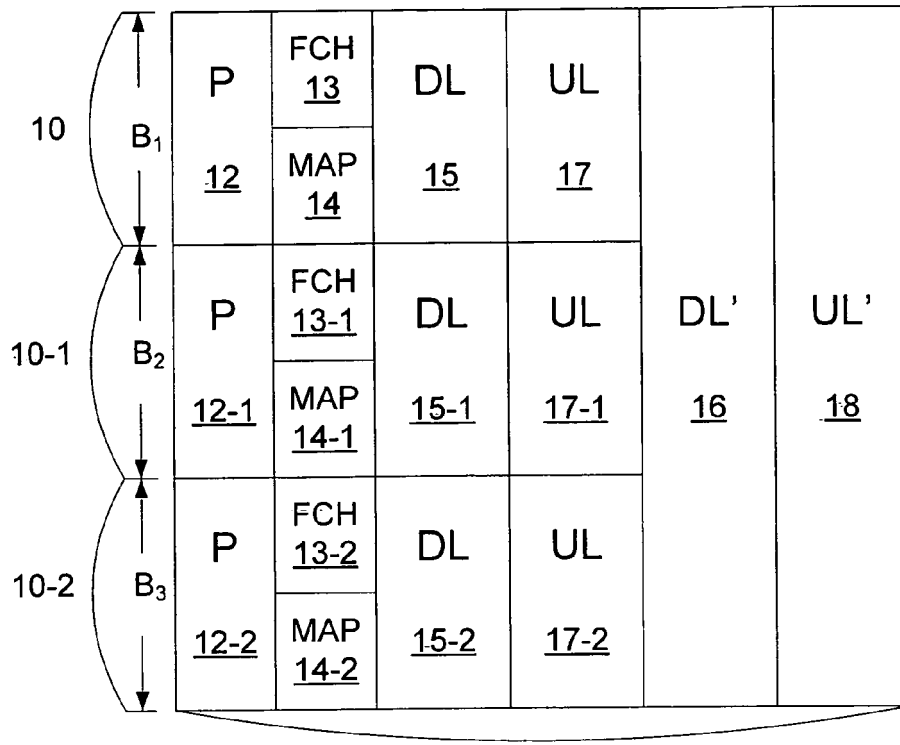 10
B₁
P
12
FCH
13
MAP
14
DL
15
UL
17
10-1
B₂
P
12-1
FCH
13-1
MAP
14-1
DL
15-1
UL
17-1
DL'
16
UL'
18
10-2
B₃
P
12-2
FCH
13-2
MAP
14-2
DL
15-2
UL
17-2